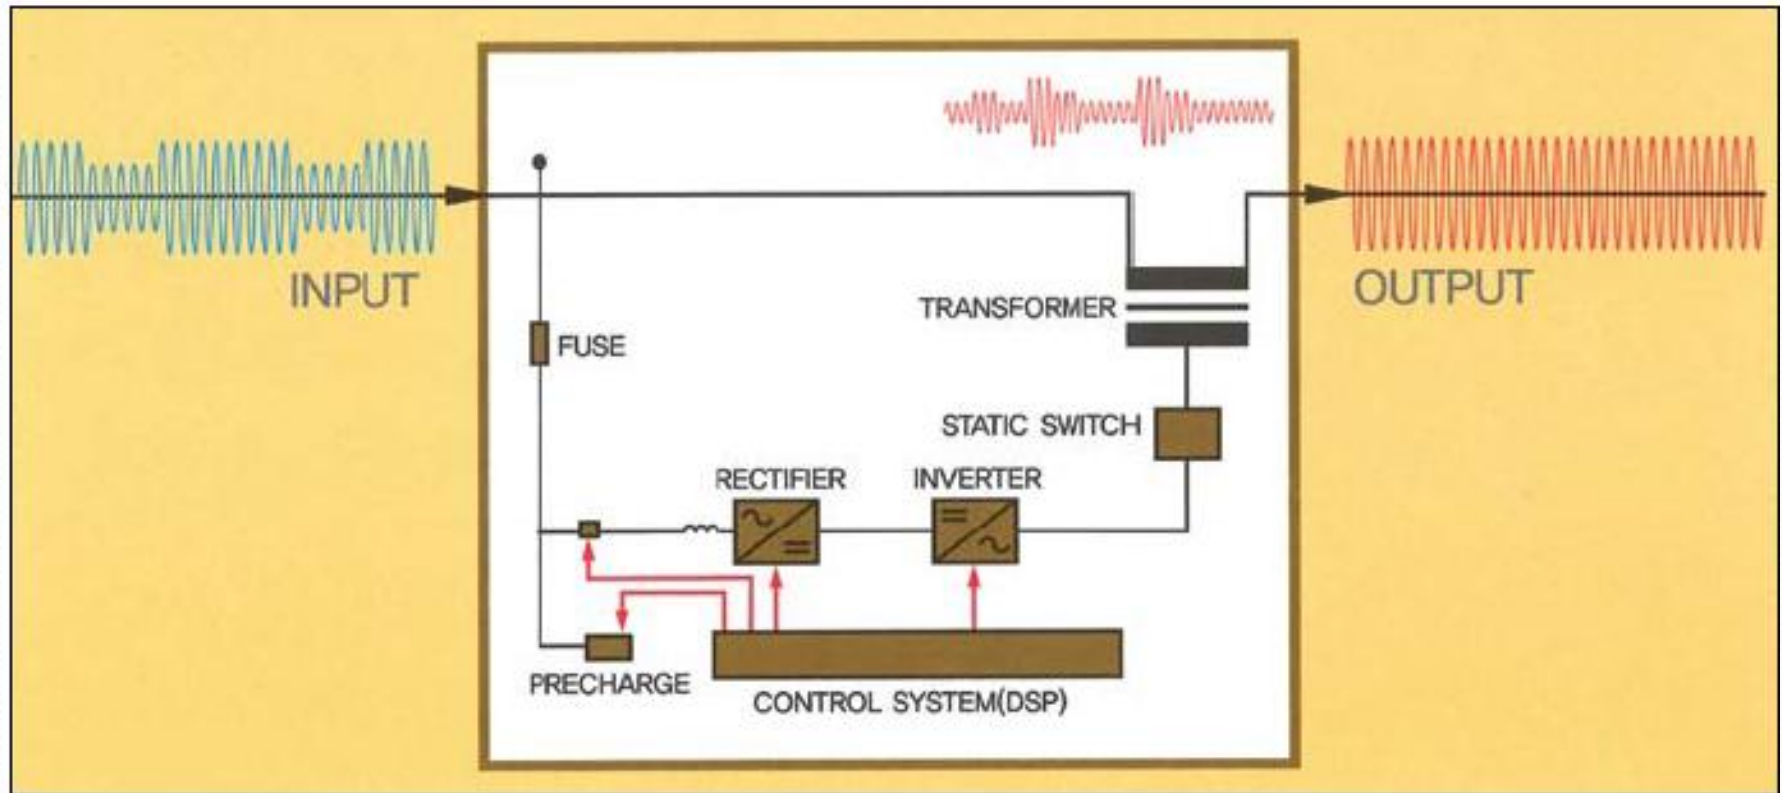 INPUT
OUTPUT
TRANSFORMER
FUSE
STATIC SWITCH
RECTIFIER
INVERTER
PRECHARGE
CONTROL SYSTEM(DSP)